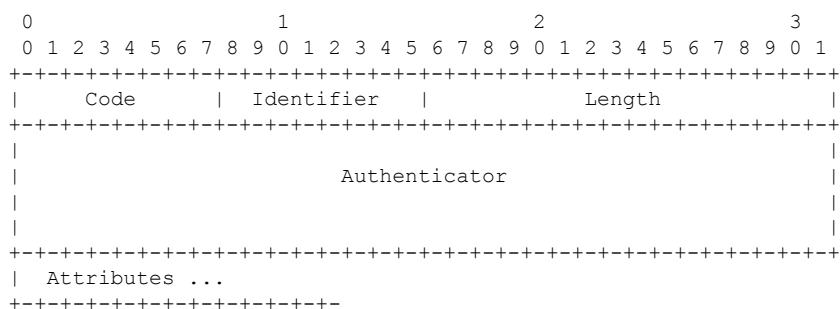 0                   1                   2                   3
 0 1 2 3 4 5 6 7 8 9 0 1 2 3 4 5 6 7 8 9 0 1 2 3 4 5 6 7 8 9 0 1
+-+-+-+-+-+-+-+-+-+-+-+-+-+-+-+-+-+-+-+-+-+-+-+-+-+-+-+-+-+-+-+-+
|     Code      |  Identifier   |            Length             |
+-+-+-+-+-+-+-+-+-+-+-+-+-+-+-+-+-+-+-+-+-+-+-+-+-+-+-+-+-+-+-+-+
|                                                               |
|                         Authenticator                         |
|                                                               |
|                                                               |
+-+-+-+-+-+-+-+-+-+-+-+-+-+-+-+-+-+-+-+-+-+-+-+-+-+-+-+-+-+-+-+-+
|  Attributes ...
+-+-+-+-+-+-+-+-+-+-+-+-+-